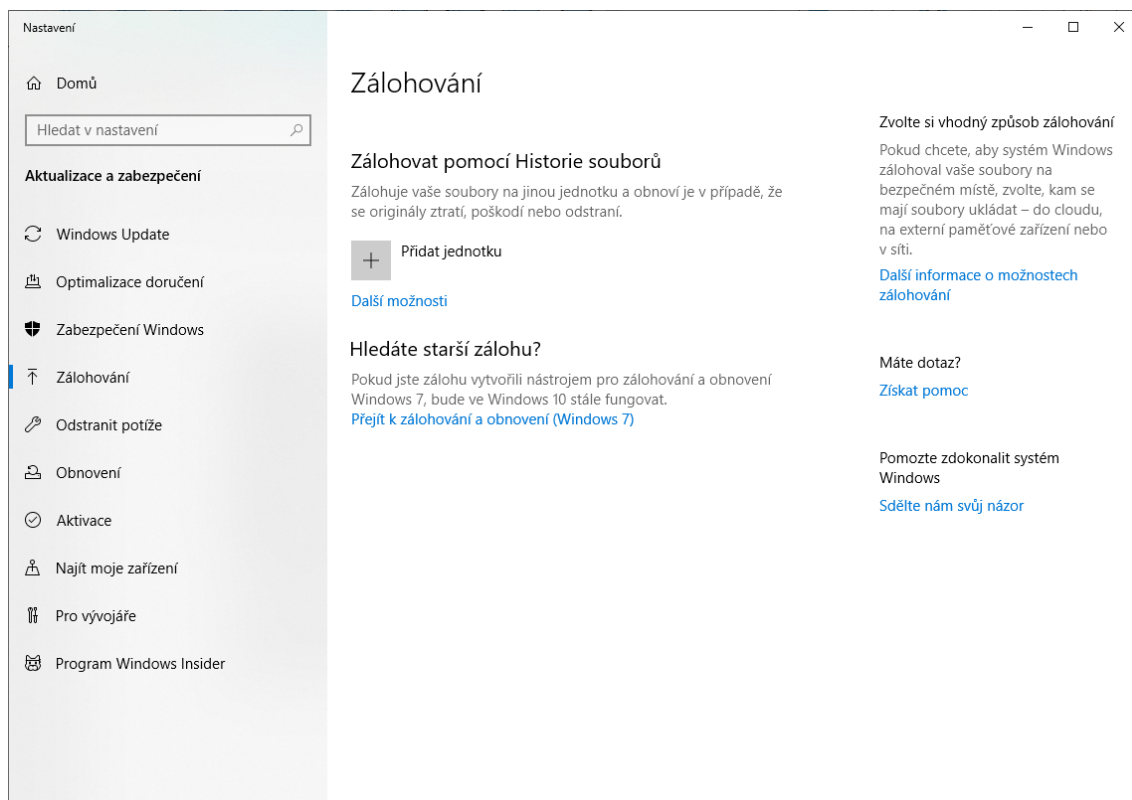 Nastavení
Domů
Hledat v nastavení
Aktualizace a zabezpečení
Windows Update
Optimalizace doručení
Zabezpečení Windows
Zálohování
Odstranit potíže
Obnovení
Aktivace
Najít moje zařízení
Pro vývojáře
Program Windows Insider
Zálohování
Zálohovat pomocí Historie souborů
Zálohuje vaše soubory na jinou jednotku a obnoví je v případě, že
se originály ztratí, poškodí nebo odstraní.
Přidat jednotku
Další možnosti
Hledáte starší zálohu?
Pokud jste zálohu vytvořili nástrojem pro zálohování a obnovení
Windows 7, bude ve Windows 10 stále fungovat.
Přejít k zálohování a obnovení (Windows 7)
Zvolte si vhodný způsob zálohování
Pokud chcete, aby systém Windows
zálohoval vaše soubory na
bezpečném místě, zvolte, kam se
mají soubory ukládat – do cloudu,
na externí paměťové zařízení nebo
v síti.
Další informace o možnostech
zálohování
Máte dotaz?
Získat pomoc
Pomozte zdokonalit systém
Windows
Sdělte nám svůj názor